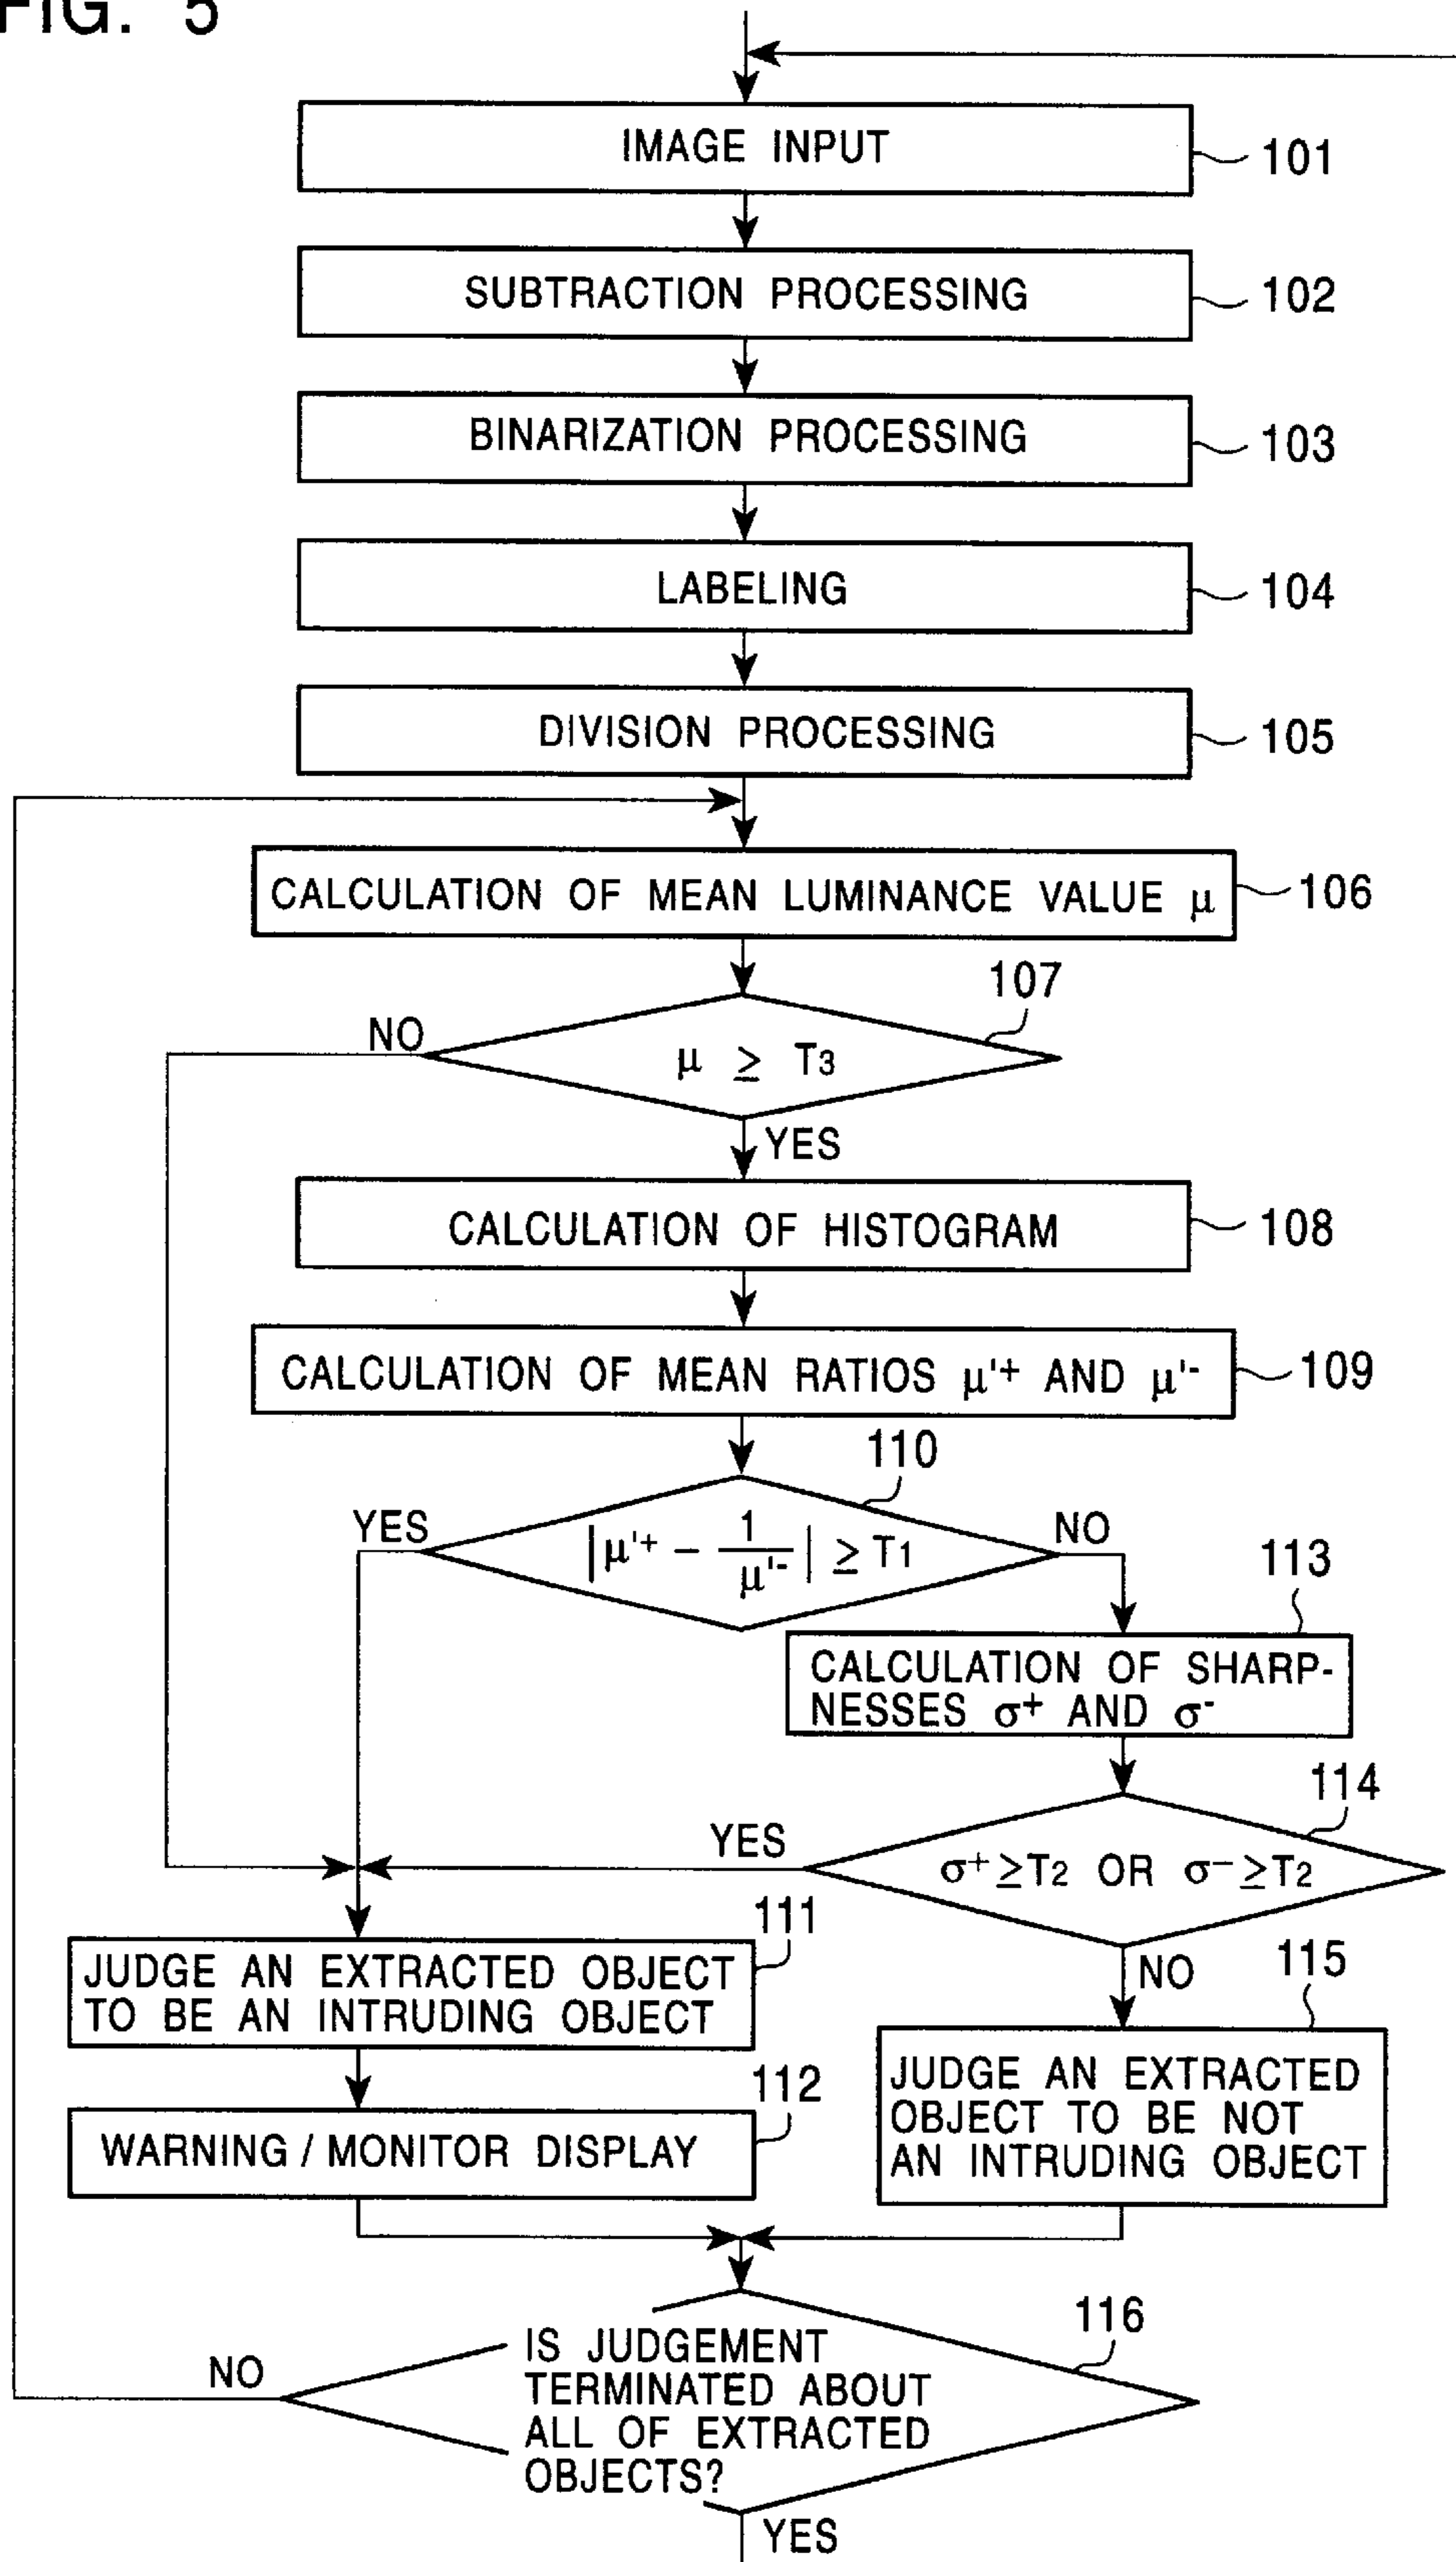 FIG. 5
IMAGE INPUT
101
SUBTRACTION PROCESSING
102
BINARIZATION PROCESSING
103
LABELING
104
DIVISION PROCESSING
105
CALCULATION OF MEAN LUMINANCE VALUE μ
106
107
NO
μ ≥ T3
YES
CALCULATION OF HISTOGRAM
108
CALCULATION OF MEAN RATIOS μ'+ AND μ'-
109
110
YES
|μ'+ − 1/μ'-| ≥ T1
NO
113
CALCULATION OF SHARP-
NESSES σ+ AND σ-
114
YES
σ+ ≥T2 OR σ− ≥T2
111
JUDGE AN EXTRACTED OBJECT
TO BE AN INTRUDING OBJECT
NO
115
112
WARNING / MONITOR DISPLAY
JUDGE AN EXTRACTED
OBJECT TO BE NOT
AN INTRUDING OBJECT
116
NO
IS JUDGEMENT
TERMINATED ABOUT
ALL OF EXTRACTED
OBJECTS?
YES